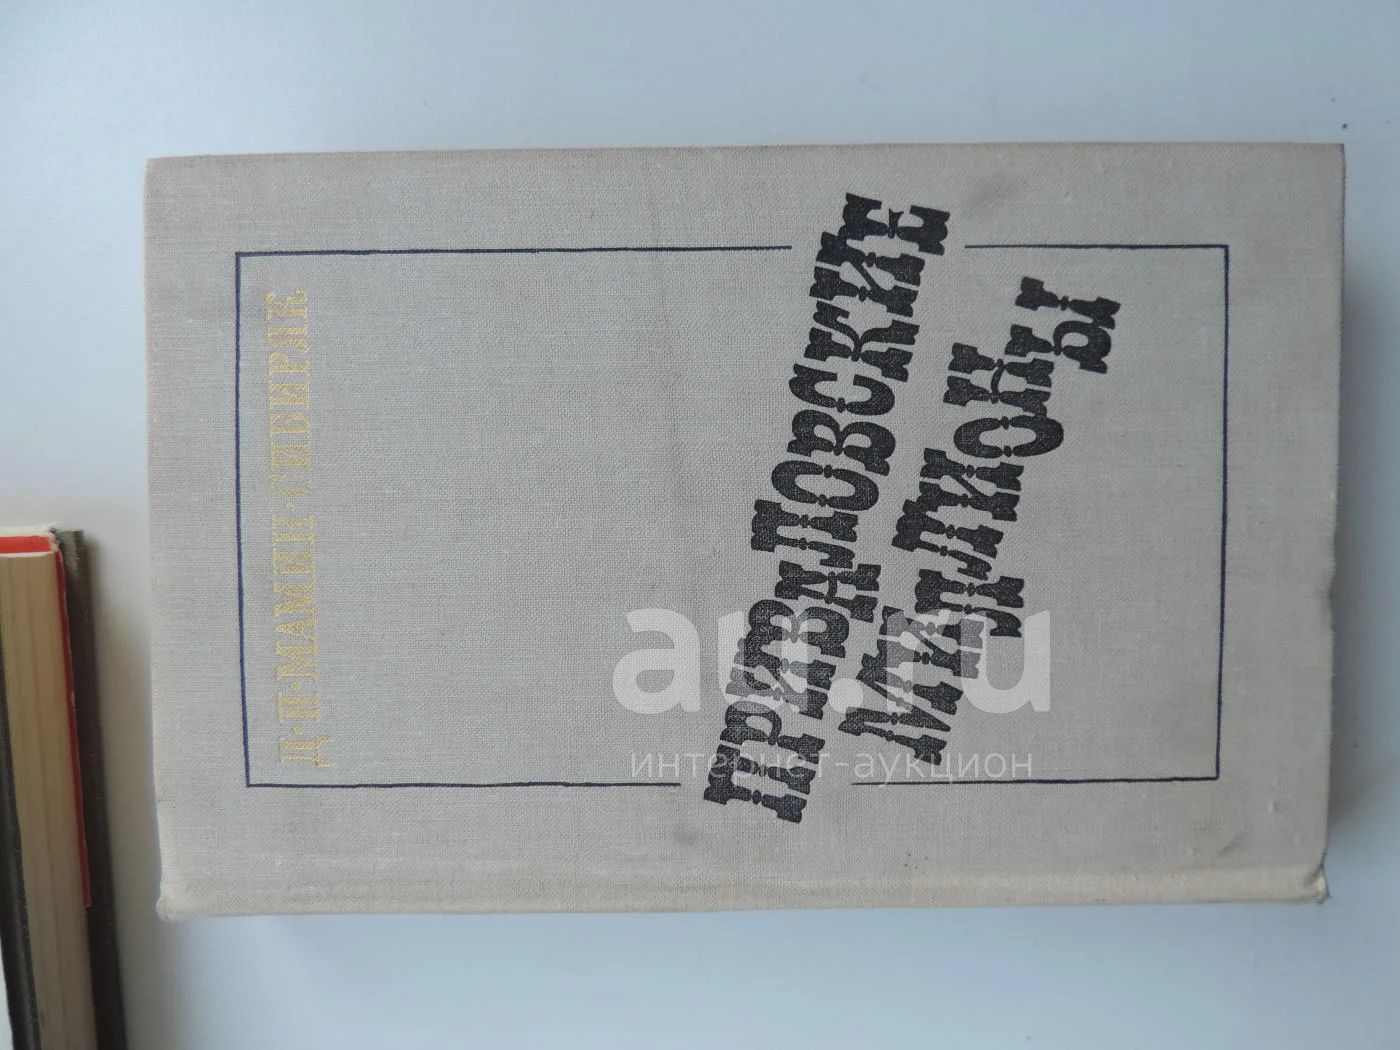 Д·Н·МАМИН·СИБИРЯК
ПРИВАЛОВСКИЕ
МИЛЛИОНЫ
au.ru
интернет-аукцион